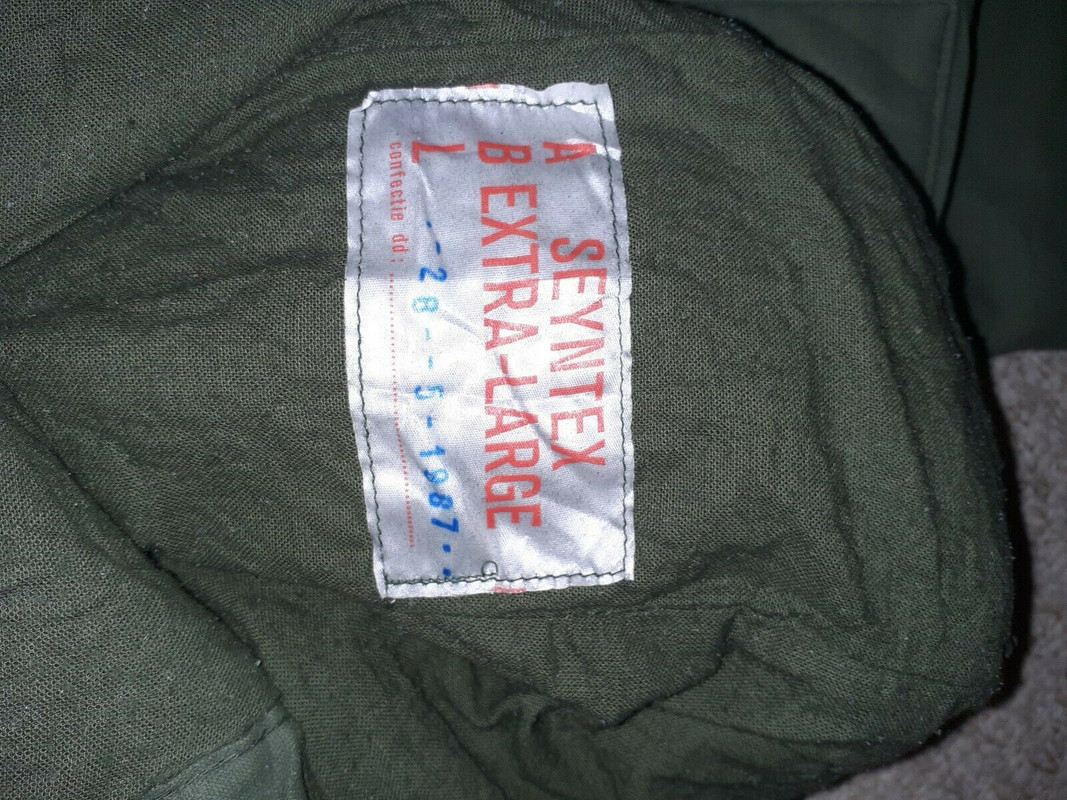 A SEYNTEX
B EXTRA-LARGE
L
--28--5-1987..
confectie dd: